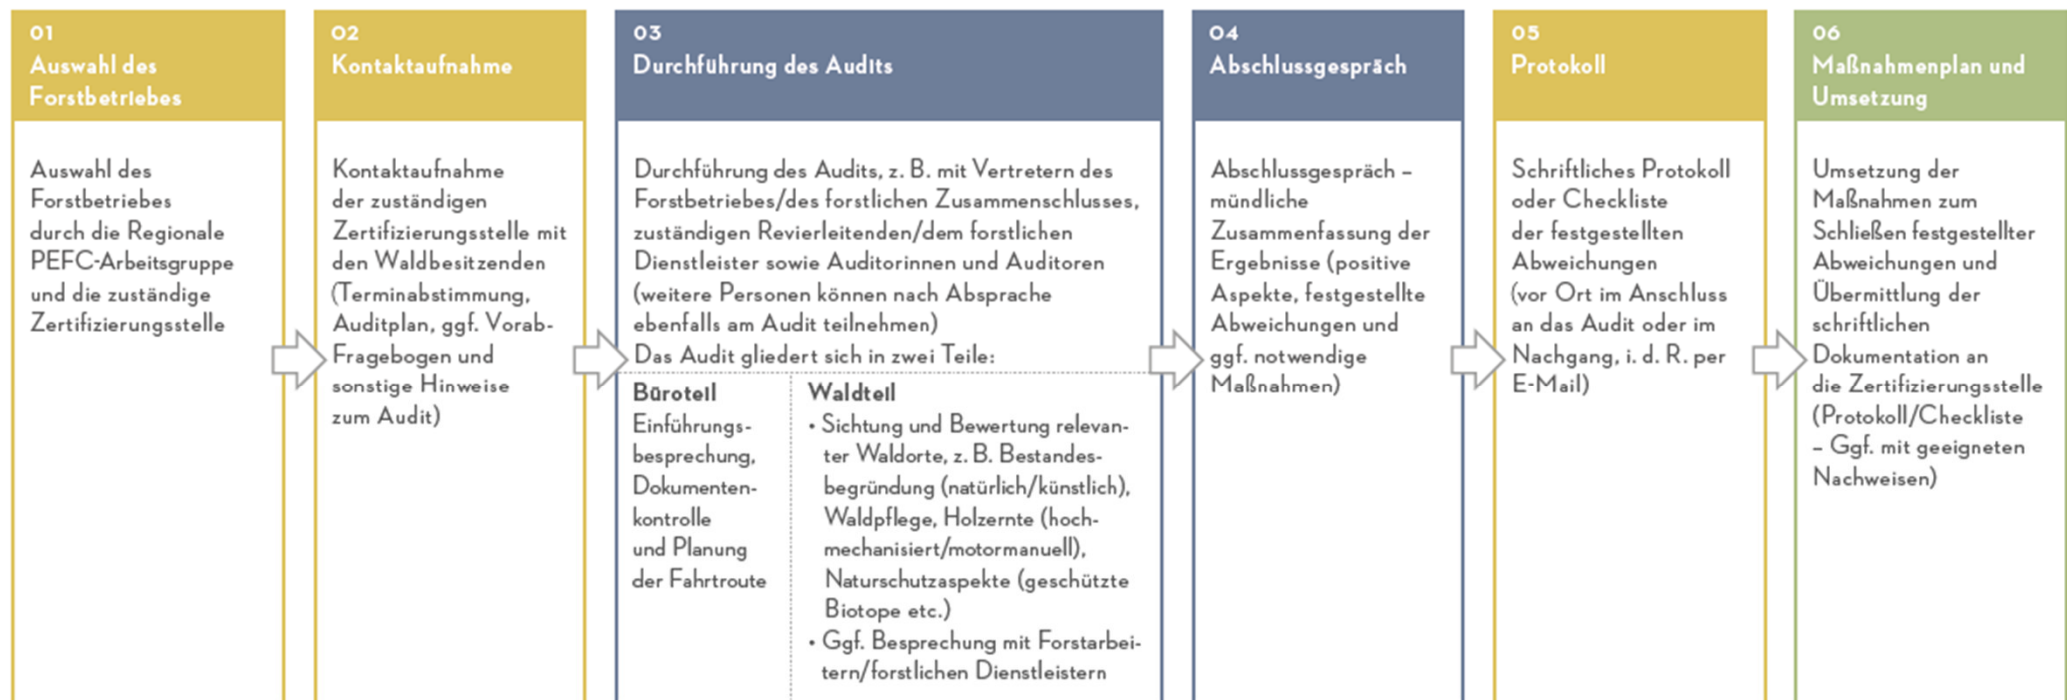 01
Auswahl des
Forstbetriebes
Auswahl des
Forstbetriebes
durch die Regionale
PEFC-Arbeitsgruppe
und die zuständige
Zertifizierungsstelle
02
Kontaktaufnahme
Kontaktaufnahme
der zuständigen
Zertifizierungsstelle mit
den Waldbesitzenden
(Terminabstimmung,
Auditplan, ggf. Vorab-
Fragebogen und
sonstige Hinweise
zum Audit)
03
Durchführung des Audits
Durchführung des Audits, z. B. mit Vertretern des
Forstbetriebes/des forstlichen Zusammenschlusses,
zuständigen Revierleitenden/dem forstlichen
Dienstleister sowie Auditorinnen und Auditoren
(weitere Personen können nach Absprache
ebenfalls am Audit teilnehmen)
Das Audit gliedert sich in zwei Teile:
Büroteil
Einführungs-
besprechung,
Dokumenten-
kontrolle
und Planung
der Fahrtroute
Waldteil
• Sichtung und Bewertung relevan-
ter Waldorte, z. B. Bestandes-
begründung (natürlich/künstlich),
Waldpflege, Holzernte (hoch-
mechanisiert/motormanuell),
Naturschutzaspekte (geschützte
Biotope etc.)
• Ggf. Besprechung mit Forstarbei-
tern/forstlichen Dienstleistern
04
Abschlussgespräch
Abschlussgespräch –
mündliche
Zusammenfassung der
Ergebnisse (positive
Aspekte, festgestellte
Abweichungen und
ggf. notwendige
Maßnahmen)
05
Protokoll
Schriftliches Protokoll
oder Checkliste
der festgestellten
Abweichungen
(vor Ort im Anschluss
an das Audit oder im
Nachgang, i. d. R. per
E-Mail)
06
Maßnahmenplan und
Umsetzung
Umsetzung der
Maßnahmen zum
Schließen festgestellter
Abweichungen und
Übermittlung der
schriftlichen
Dokumentation an
die Zertifizierungsstelle
(Protokoll/Checkliste
– Ggf. mit geeigneten
Nachweisen)